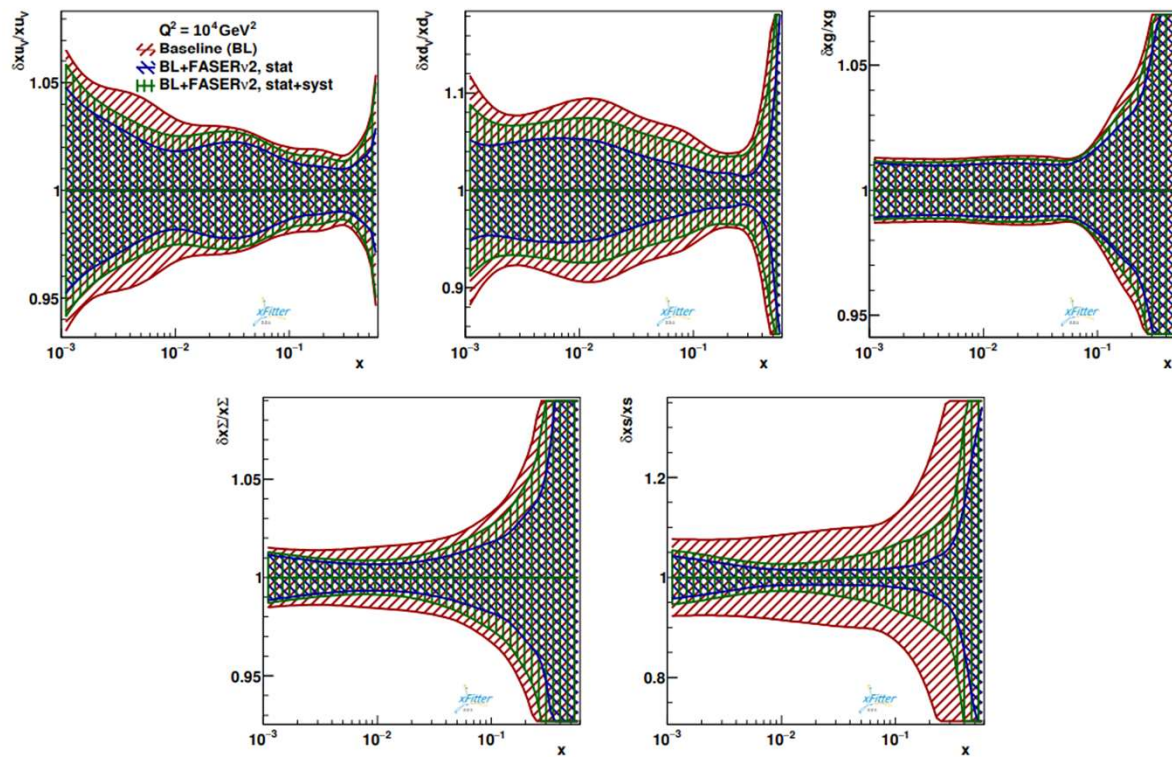 δxu_V/xu_V
Q² = 10⁴ GeV²
Baseline (BL)
BL+FASERν2, stat
BL+FASERν2, stat+syst
1.05
1
0.95
10⁻³ 10⁻² 10⁻¹
x
xFitter
δxd_V/xd_V
1.1
1
0.9
10⁻³ 10⁻² 10⁻¹
x
xFitter
δxg/xg
1.05
1
0.95
10⁻³ 10⁻² 10⁻¹
x
xFitter
δxΣ/xΣ
1.05
1
0.95
10⁻³ 10⁻² 10⁻¹
x
xFitter
δxs/xs
1.2
1
0.8
10⁻³ 10⁻² 10⁻¹
x
xFitter